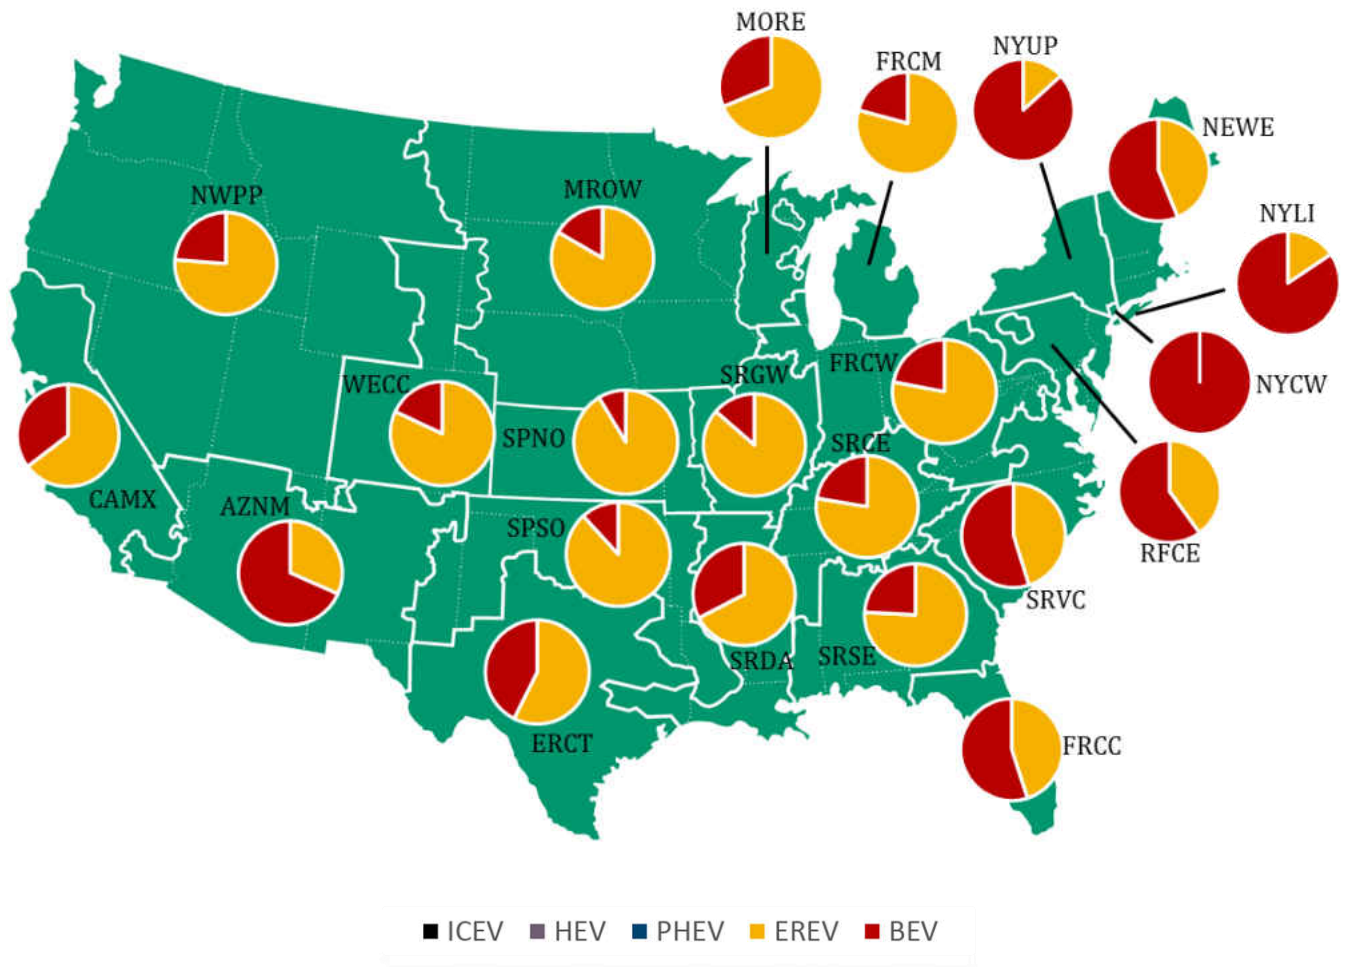 MORE
FRCM
NYUP
NEWE
NWPP
MROW
NYLI
WECC
SRGW
FRCW
NYCW
SPNO
SRCE
CAMX
AZNM
SPSO
RFCE
SRVC
SRDA
SRSE
ERCT
FRCC
ICEV HEV PHEV EREV BEV